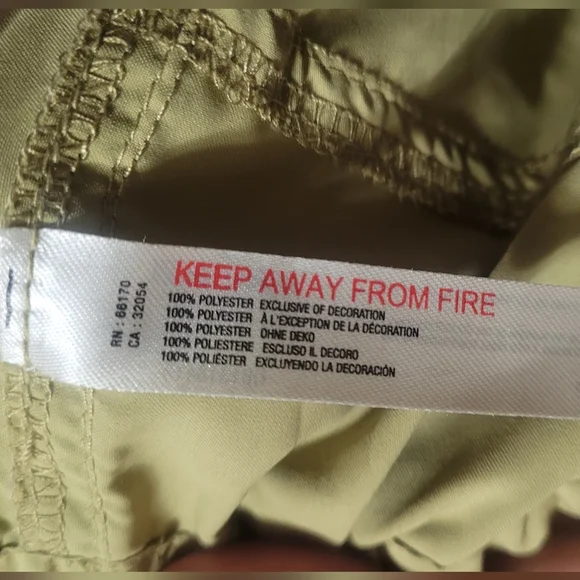 KEEP AWAY FROM FIRE
100% POLYESTER EXCLUSIVE OF DECORATION
100% POLYESTER À L'EXCEPTION DE LA DÉCORATION
100% POLYESTER OHNE DEKO
100% POLIESTERE ESCLUSO IL DECORO
100% POLIÉSTER EXCLUYENDO LA DECORACIÓN
RN : 66170
CA : 32054